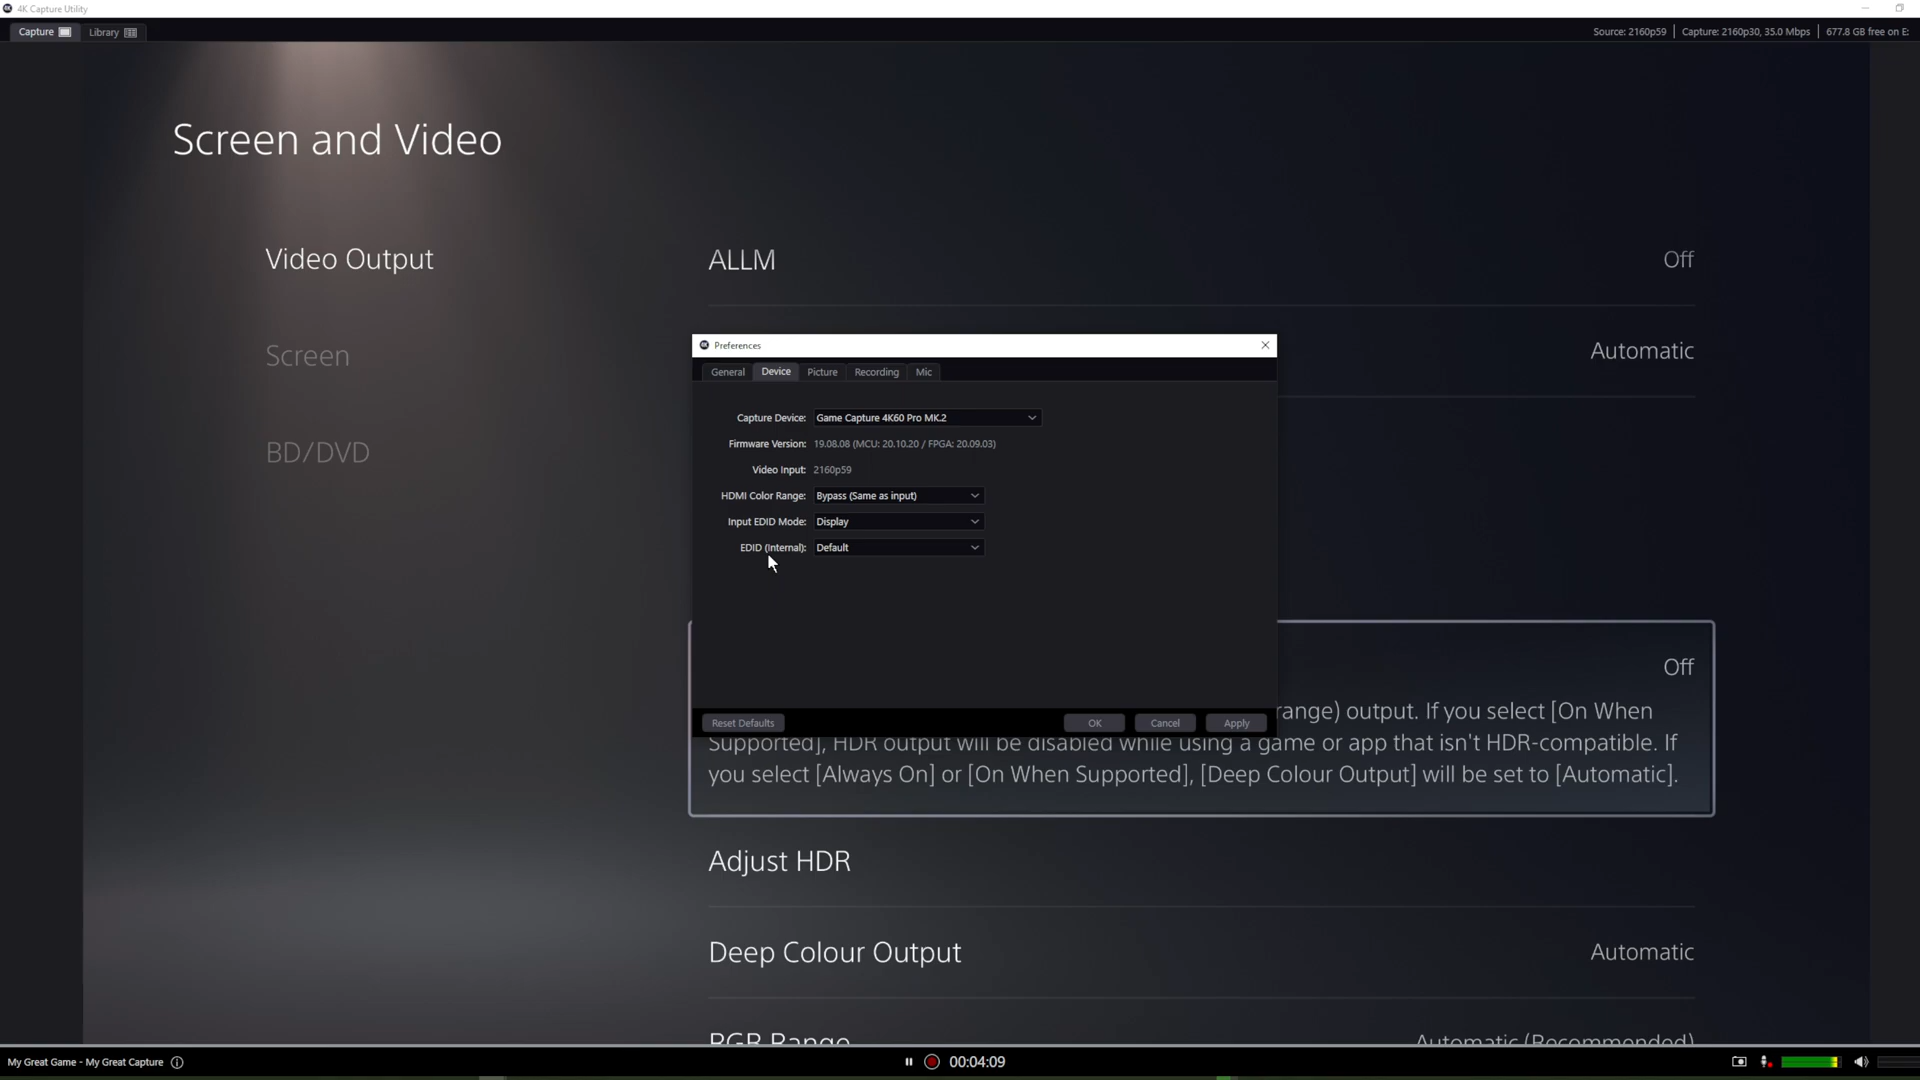 4K Capture Utility
Capture Library Source: 2160p59 Capture: 2160p30, 35.0 Mbps 677.8 GB free on E:
Screen and Video
Video Output
Screen
BD/DVD
ALLM Off
Automatic
Preferences
General Device Picture Recording Mic
Capture Device: Game Capture 4K60 Pro MK.2
Firmware Version: 19.08.08 (MCU: 20.10.20 / FPGA: 20.09.03)
Video Input: 2160p59
HDMI Color Range: Bypass (Same as input)
Input EDID Mode: Display
EDID (Internal): Default
Reset Defaults OK Cancel Apply
Off
ange) output. If you select [On When
Supported], HDR output will be disabled while using a game or app that isn't HDR-compatible. If
you select [Always On] or [On When Supported], [Deep Colour Output] will be set to [Automatic].
Adjust HDR
Deep Colour Output Automatic
RGB Range Automatic (Recommended)
My Great Game - My Great Capture 00:04:09